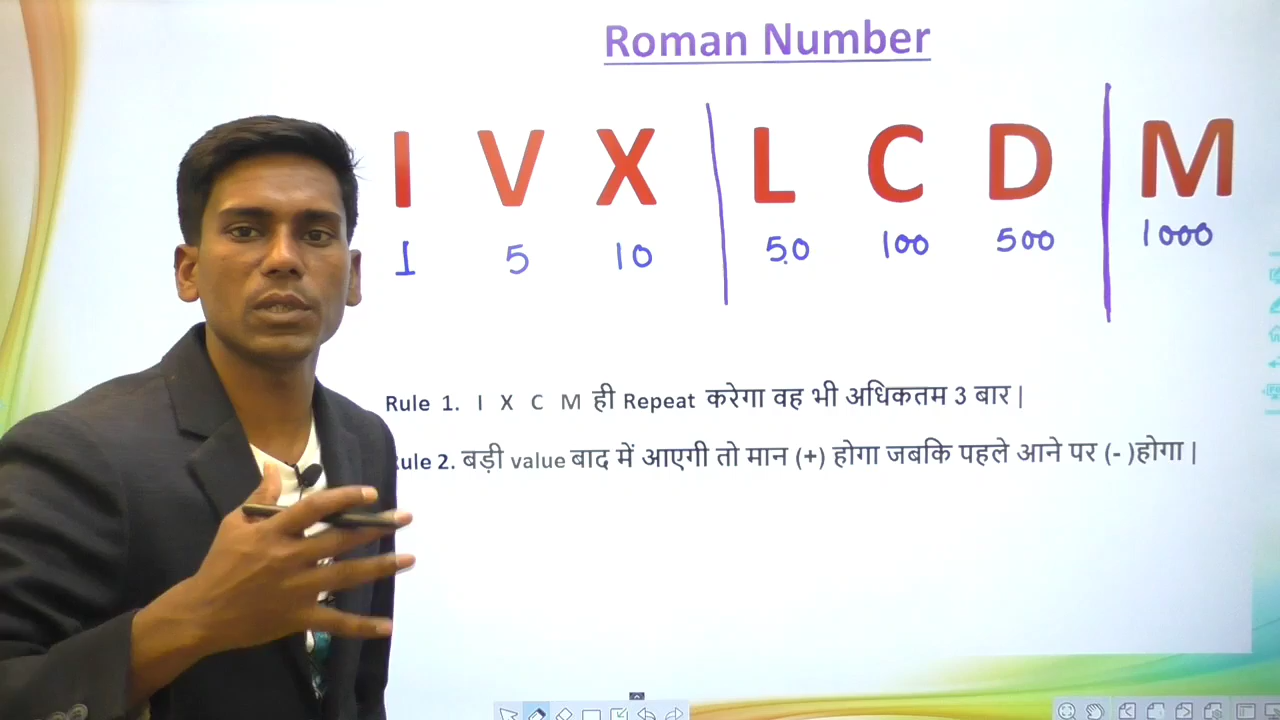 Roman Number
I V X L C D M
1 5 10 50 100 500 1000
Rule 1. I X C M ही Repeat करेगा वह भी अधिकतम 3 बार |
ule 2. बड़ी value बाद में आएगी तो मान (+) होगा जबकि पहले आने पर (- )होगा |